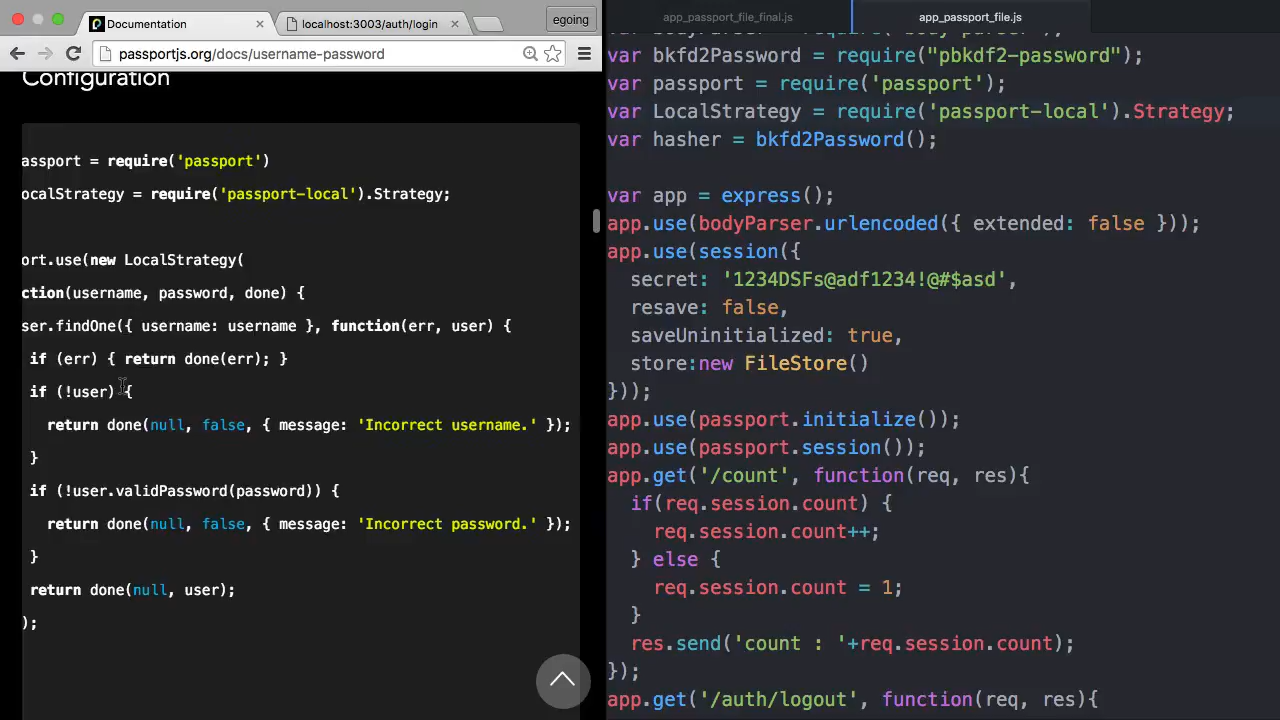 Documentation
localhost:3003/auth/login
egoing
passportjs.org/docs/username-password
Configuration
assport = require('passport')
ocalStrategy = require('passport-local').Strategy;
ort.use(new LocalStrategy(
ction(username, password, done) {
ser.findOne({ username: username }, function(err, user) {
if (err) { return done(err); }
if (!user) {
return done(null, false, { message: 'Incorrect username.' });
}
if (!user.validPassword(password)) {
return done(null, false, { message: 'Incorrect password.' });
}
return done(null, user);
);
app_passport_file_final.js
app_passport_file.js
var bkfd2Password = require("pbkdf2-password");
var passport = require('passport');
var LocalStrategy = require('passport-local').Strategy;
var hasher = bkfd2Password();
var app = express();
app.use(bodyParser.urlencoded({ extended: false }));
app.use(session({
secret: '1234DSFs@adf1234!@#$asd',
resave: false,
saveUninitialized: true,
store:new FileStore()
}));
app.use(passport.initialize());
app.use(passport.session());
app.get('/count', function(req, res){
if(req.session.count) {
req.session.count++;
} else {
req.session.count = 1;
}
res.send('count : '+req.session.count);
});
app.get('/auth/logout', function(req, res){